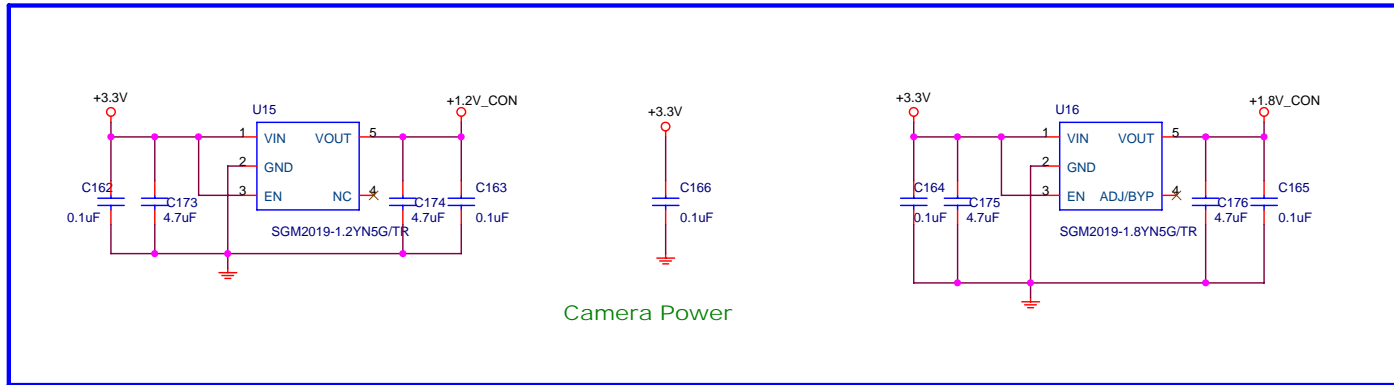 +3.3V
U15
+1.2V_CON
1 VIN VOUT 5
2 GND
3 EN NC 4
C162
0.1uF
C173
4.7uF
C174
4.7uF
C163
0.1uF
SGM2019-1.2YN5G/TR
+3.3V
C166
0.1uF
+3.3V
U16
+1.8V_CON
1 VIN VOUT 5
2 GND
3 EN ADJ/BYP 4
C164
0.1uF
C175
4.7uF
C176
4.7uF
C165
0.1uF
SGM2019-1.8YN5G/TR
Camera Power